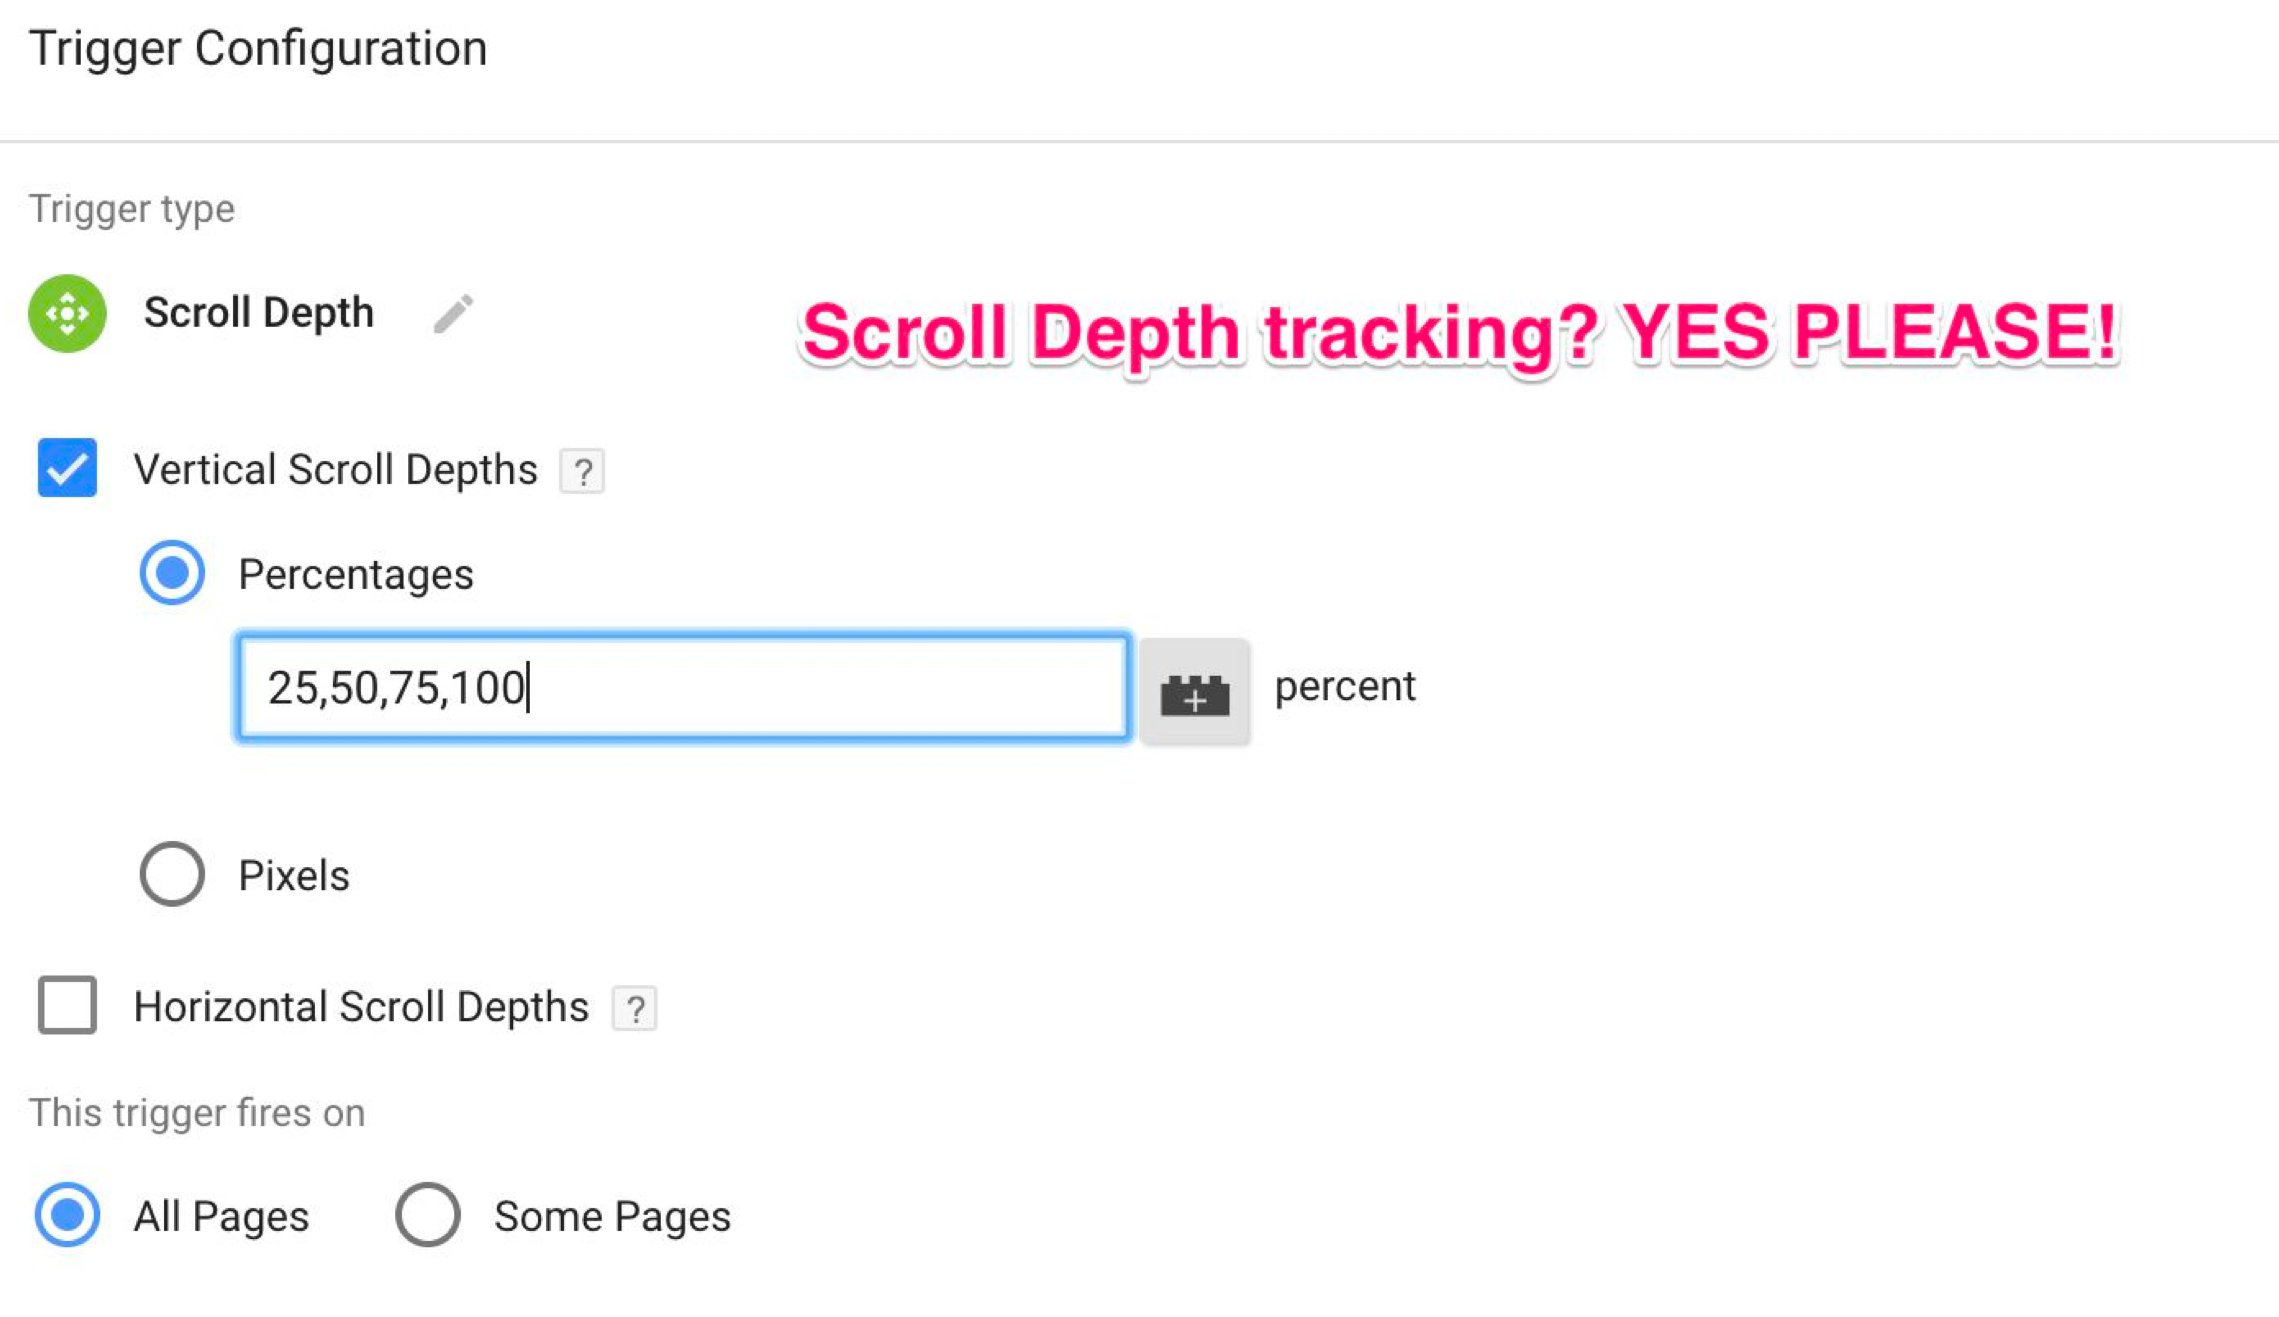 Trigger Configuration
Trigger type
Scroll Depth
Scroll Depth tracking? YES PLEASE!
Vertical Scroll Depths ?
Percentages
25,50,75,100
percent
Pixels
Horizontal Scroll Depths ?
This trigger fires on
All Pages
Some Pages